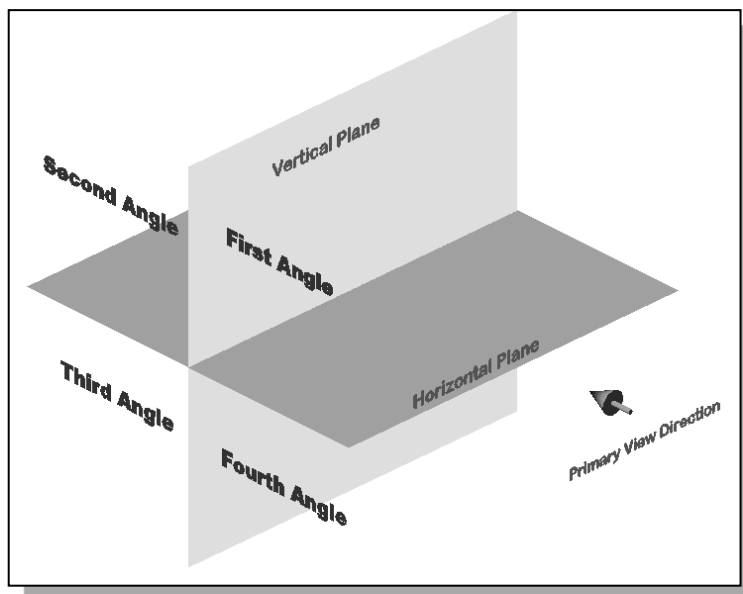 Vertical Plane
Second Angle
First Angle
Horizontal Plane
Third Angle
Primary View Direction
Fourth Angle